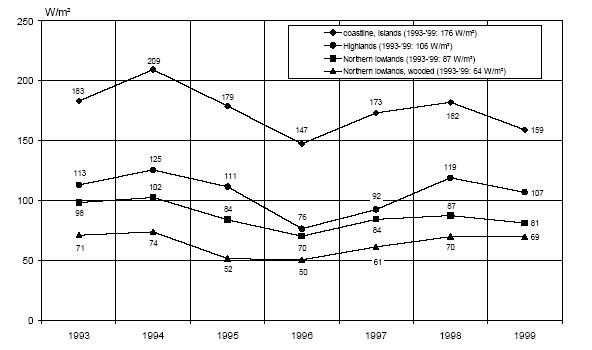 W/m²
250
200
150
100
50
0
coastline, islands (1993-'99: 176 W/m²)
Highlands (1993-'99: 106 W/m²)
Northern lowlands (1993-'99: 87 W/m²)
Northern lowlands, wooded (1993-'99: 64 W/m²)
183 209 179 147 173 182 159
113 125 111 76 92 119 107
98 102 84 70 84 87 81
71 74 52 50 61 70 69
1993 1994 1995 1996 1997 1998 1999